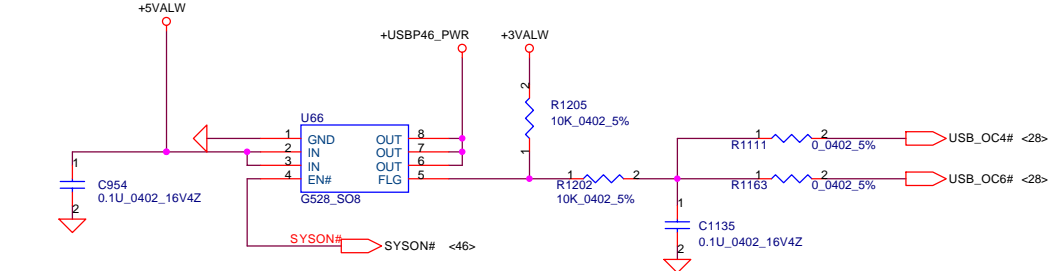 +5VALW
+USBP46_PWR
+3VALW
2
R1205
10K_0402_5%
1
U66
1 GND OUT 8
2 IN OUT 7
3 IN OUT 6
4 EN# FLG 5
G528_SO8
1
C954
0.1U_0402_16V4Z
2
SYSON#
SYSON# <46>
1 R1202 2
10K_0402_5%
1 R1111 2
0_0402_5%
USB_OC4# <28>
1 R1163 2
0_0402_5%
USB_OC6# <28>
1
C1135
0.1U_0402_16V4Z
2